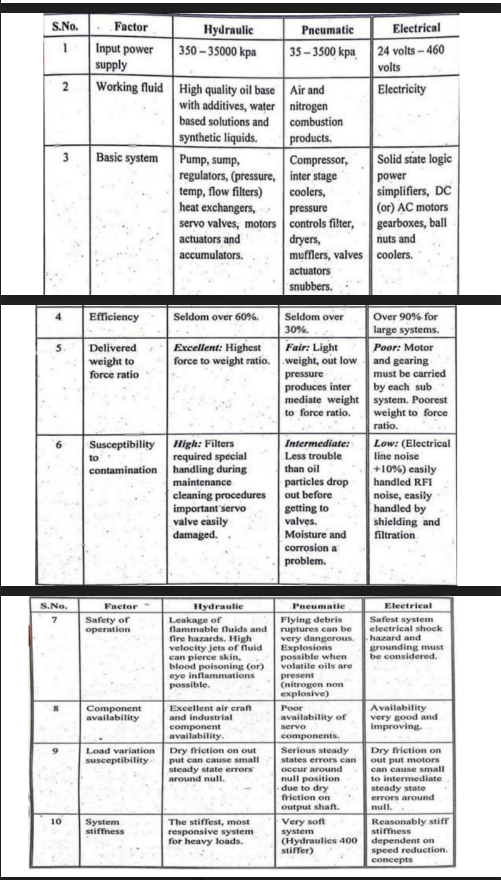 S.No. Factor Hydraulic Pneumatic Electrical
1 Input power supply 350 – 35000 kpa 35 – 3500 kpa 24 volts – 460 volts
2 Working fluid High quality oil base with additives, water based solutions and synthetic liquids. Air and nitrogen combustion products. Electricity
3 Basic system Pump, sump, regulators, (pressure, temp, flow filters) heat exchangers, servo valves, motors actuators and accumulators. Compressor, inter stage coolers, pressure controls filter, dryers, mufflers, valves actuators snubbers. Solid state logic power simplifiers, DC (or) AC motors gearboxes, ball nuts and coolers.
4 Efficiency Seldom over 60%. Seldom over 30%. Over 90% for large systems.
5 Delivered weight to force ratio Excellent: Highest force to weight ratio. Fair: Light weight, out low pressure produces inter mediate weight to force ratio. Poor: Motor and gearing must be carried by each sub system. Poorest weight to force ratio.
6 Susceptibility to contamination High: Filters required special handling during maintenance cleaning procedures important servo valve easily damaged. Intermediate: Less trouble than oil particles drop out before getting to valves. Moisture and corrosion a problem. Low: (Electrical line noise +10%) easily handled RFI noise, easily handled by shielding and filtration
S.No. Factor Hydraulic Pneumatic Electrical
7 Safety of operation Leakage of flammable fluids and fire hazards. High velocity jets of fluid can pierce skin, blood poisoning (or) eye inflammations possible. Flying debris ruptures can be very dangerous. Explosions possible when volatile oils are present (nitrogen non explosive) Safest system electrical shock hazard and grounding must be considered.
8 Component availability Excellent air craft and industrial component availability. Poor availability of servo components. Availability very good and improving.
9 Load variation susceptibility Dry friction on out put can cause small steady state errors around null. Serious steady states errors can occur around null position due to dry friction on output shaft. Dry friction on out put motors can cause small to intermediate steady state errors around null.
10 System stiffness The stiffest, most responsive system for heavy loads. Very soft system (Hydraulics 400 stiffer) Reasonably stiff stiffness dependent on speed reduction. concepts